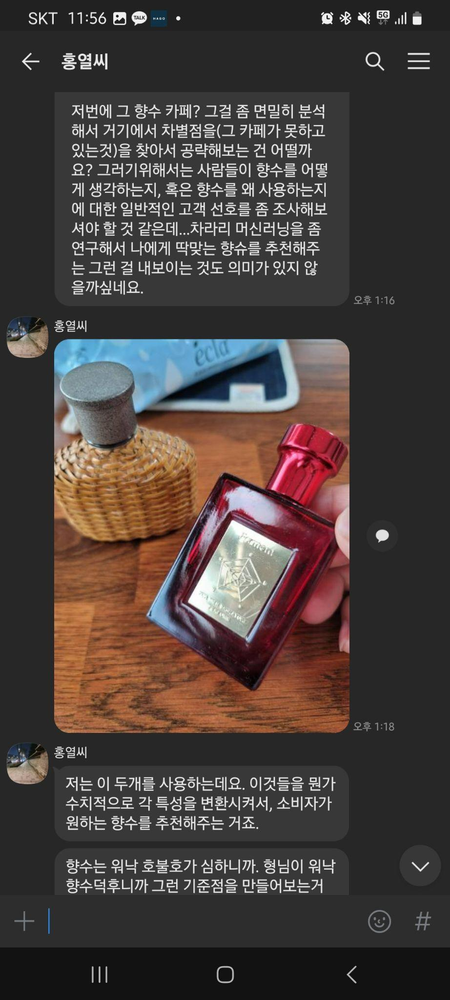 SKT 11:56 TALK HAGO 5G
홍열씨
저번에 그 향수 카페? 그걸 좀 면밀히 분석
해서 거기에서 차별점을(그 카페가 못하고
있는것)을 찾아서 공략해보는 건 어떨까
요? 그러기위해서는 사람들이 향수를 어떻
게 생각하는지, 혹은 향수를 왜 사용하는지
에 대한 일반적인 고객 선호를 좀 조사해보
셔야 할 것 같은데...차라리 머신러닝을 좀
연구해서 나에게 딱맞는 향슈를 추천해주
는 그런 걸 내보이는 것도 의미가 있지 않
을까싶네요.
오후 1:16
홍열씨
écla
forment
오후 1:18
홍열씨
저는 이 두개를 사용하는데요. 이것들을 뭔가
수치적으로 각 특성을 변환시켜서, 소비자가
원하는 향수를 추천해주는 거죠.
향수는 워낙 호불호가 심하니까. 형님이 워낙
향수덕후니까 그런 기준점을 만들어보는거
#